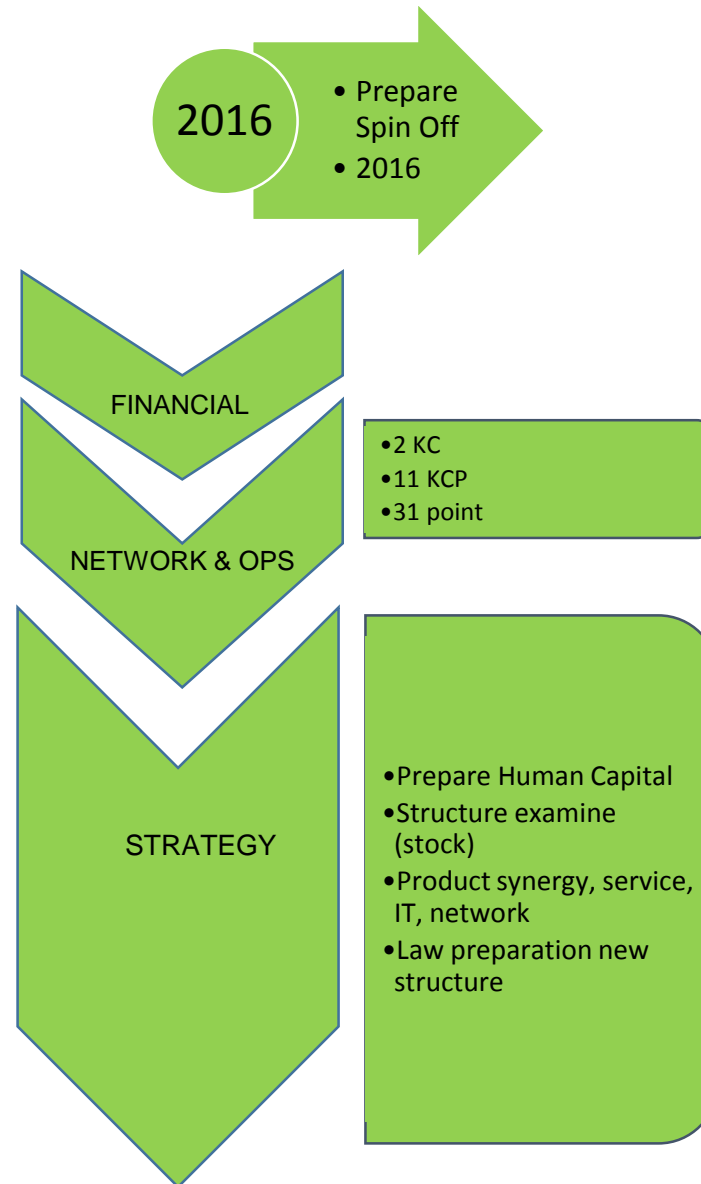 2016
• Prepare
Spin Off
• 2016
FINANCIAL
•2 KC
•11 KCP
•31 point
NETWORK & OPS
•Prepare Human Capital
•Structure examine
(stock)
•Product synergy, service,
IT, network
•Law preparation new
structure
STRATEGY